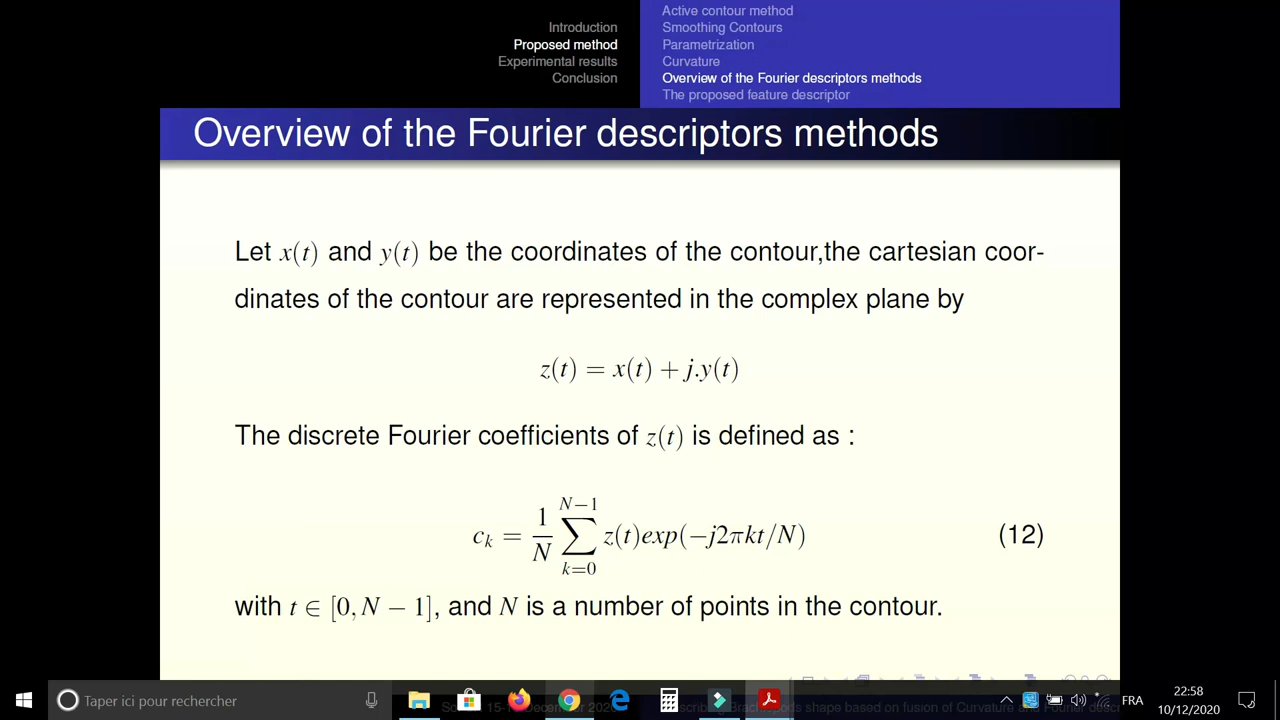 Introduction
Proposed method
Experimental results
Conclusion
Active contour method
Smoothing Contours
Parametrization
Curvature
Overview of the Fourier descriptors methods
The proposed feature descriptor
Overview of the Fourier descriptors methods
Let x(t) and y(t) be the coordinates of the contour,the cartesian coor-
dinates of the contour are represented in the complex plane by
z(t) = x(t) + j.y(t)
The discrete Fourier coefficients of z(t) is defined as :
c_k = \frac{1}{N} \sum_{k=0}^{N-1} z(t)exp(−j2πkt/N) (12)
with t ∈ [0, N − 1], and N is a number of points in the contour.
Taper ici pour rechercher
FRA
22:58
10/12/2020